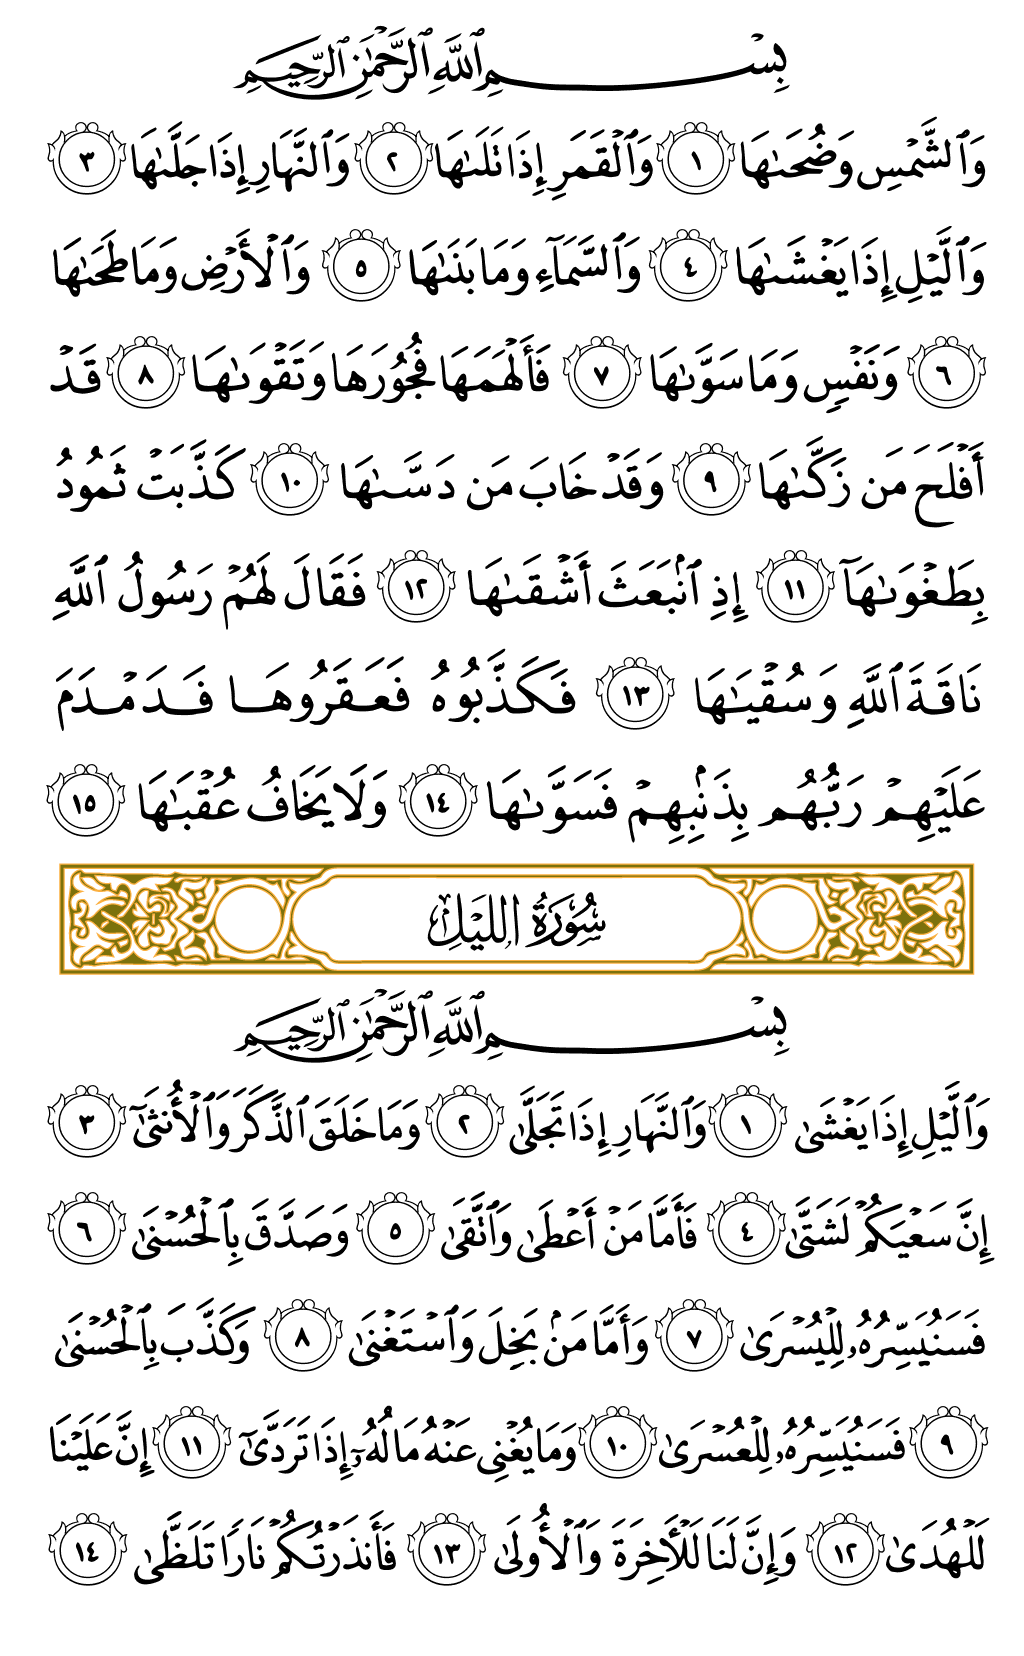 بِسۡمِ ٱللَّهِ ٱلرَّحۡمَٰنِ ٱلرَّحِيمِ
وَٱلشَّمۡسِ وَضُحَىٰهَا ١ وَٱلۡقَمَرِ إِذَا تَلَىٰهَا ٢ وَٱلنَّهَارِ إِذَا جَلَّىٰهَا ٣
وَٱلَّيۡلِ إِذَا يَغۡشَىٰهَا ٤ وَٱلسَّمَآءِ وَمَا بَنَىٰهَا ٥ وَٱلۡأَرۡضِ وَمَا طَحَىٰهَا
٦ وَنَفۡسٖ وَمَا سَوَّىٰهَا ٧ فَأَلۡهَمَهَا فُجُورَهَا وَتَقۡوَىٰهَا ٨ قَدۡ
أَفۡلَحَ مَن زَكَّىٰهَا ٩ وَقَدۡ خَابَ مَن دَسَّىٰهَا ١٠ كَذَّبَتۡ ثَمُودُ
بِطَغۡوَىٰهَآ ١١ إِذِ ٱنۢبَعَثَ أَشۡقَىٰهَا ١٢ فَقَالَ لَهُمۡ رَسُولُ ٱللَّهِ
نَاقَةَ ٱللَّهِ وَسُقۡيَٰهَا ١٣ فَكَذَّبُوهُ فَعَقَرُوهَا فَدَمۡدَمَ
عَلَيۡهِمۡ رَبُّهُم بِذَنۢبِهِمۡ فَسَوَّىٰهَا ١٤ وَلَا يَخَافُ عُقۡبَٰهَا ١٥
سُورَةُ اللَّيۡلِ
بِسۡمِ ٱللَّهِ ٱلرَّحۡمَٰنِ ٱلرَّحِيمِ
وَٱلَّيۡلِ إِذَا يَغۡشَىٰ ١ وَٱلنَّهَارِ إِذَا تَجَلَّىٰ ٢ وَمَا خَلَقَ ٱلذَّكَرَ وَٱلۡأُنثَىٰٓ ٣
إِنَّ سَعۡيَكُمۡ لَشَتَّىٰ ٤ فَأَمَّا مَنۡ أَعۡطَىٰ وَٱتَّقَىٰ ٥ وَصَدَّقَ بِٱلۡحُسۡنَىٰ ٦
فَسَنُيَسِّرُهُۥ لِلۡيُسۡرَىٰ ٧ وَأَمَّا مَنۢ بَخِلَ وَٱسۡتَغۡنَىٰ ٨ وَكَذَّبَ بِٱلۡحُسۡنَىٰ
٩ فَسَنُيَسِّرُهُۥ لِلۡعُسۡرَىٰ ١٠ وَمَا يُغۡنِي عَنۡهُ مَالُهُۥٓ إِذَا تَرَدَّىٰٓ ١١ إِنَّ عَلَيۡنَا
لَلۡهُدَىٰ ١٢ وَإِنَّ لَنَا لَلۡأٓخِرَةَ وَٱلۡأُولَىٰ ١٣ فَأَنذَرۡتُكُمۡ نَارٗا تَلَظَّىٰ ١٤